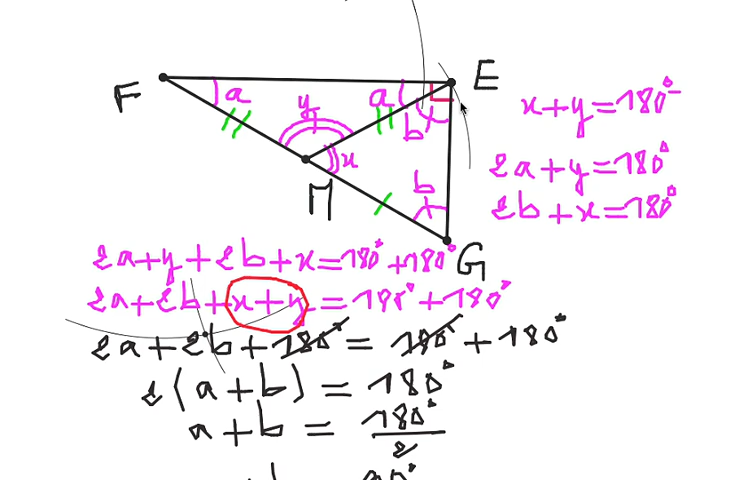 F
E
a
y
a
b
x
M
b
G
x+y=180°
2a+y=180°
2b+x=180°
2a+y+2b+x=180°+180°
2a+2b+x+y=180°+180°
2a+2b+180°=180°+180°
2(a+b)=180°
a+b=180°
2